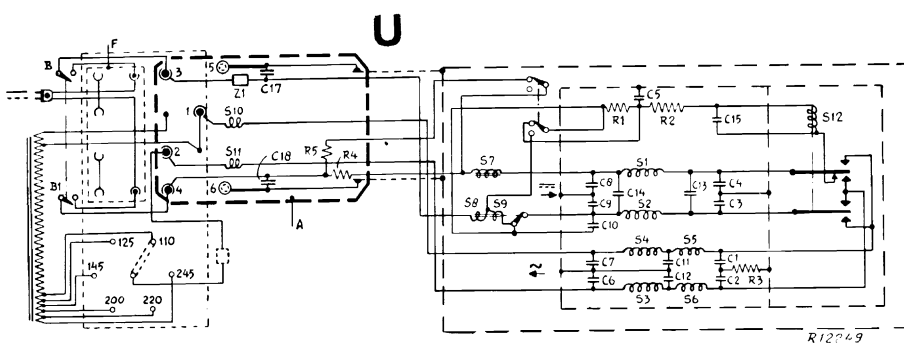 U
F
B
3
5
Z1
C17
1
S10
2
S11
C18
R5
R4
B1
4
6
A
125
110
145
245
200
220
C5
R1
R2
C15
S12
S7
S1
C8
C14
C13
C4
S8
S9
C9
S2
C3
C10
S4
S5
C7
C11
C1
C6
C12
C2
R3
S3
S6
R12849